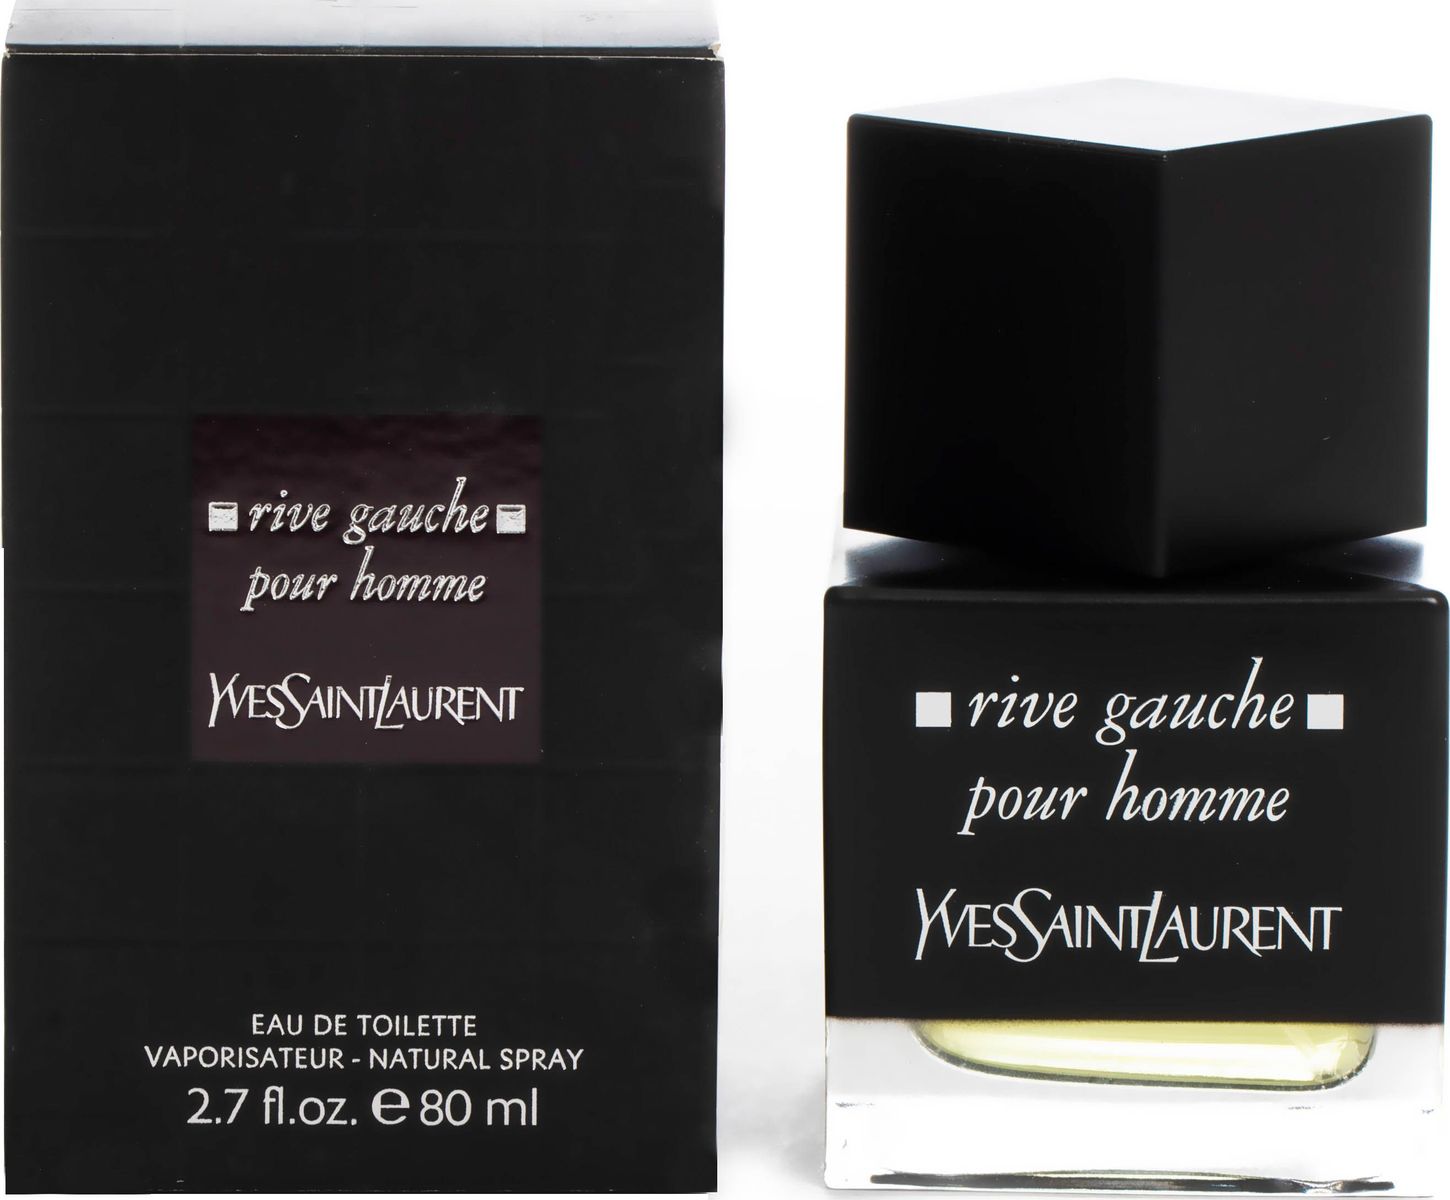 rive gauche
pour homme
YVESSAINTLAURENT
EAU DE TOILETTE
VAPORISATEUR - NATURAL SPRAY
2.7 fl.oz. ℮ 80 ml
rive gauche
pour homme
YVESSAINTLAURENT